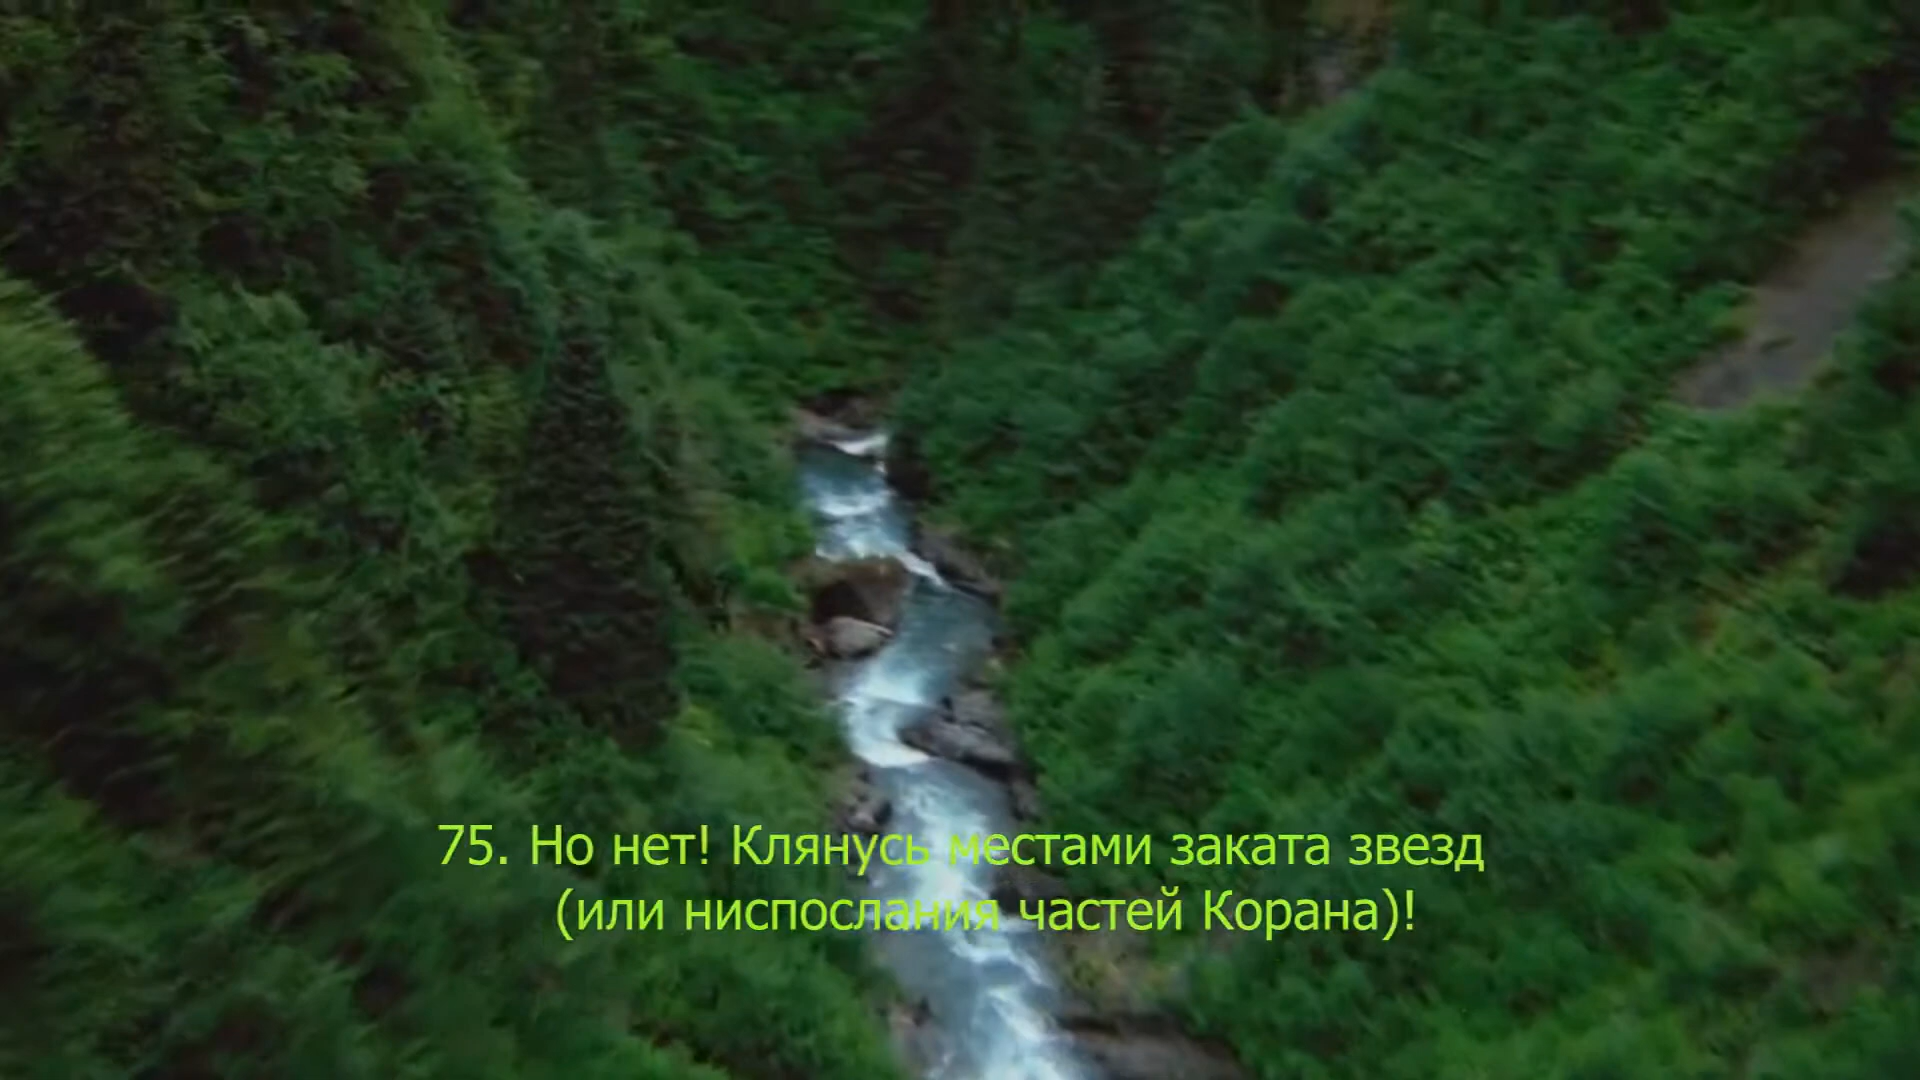 75. Но нет! Клянусь местами заката звезд
(или ниспослания частей Корана)!